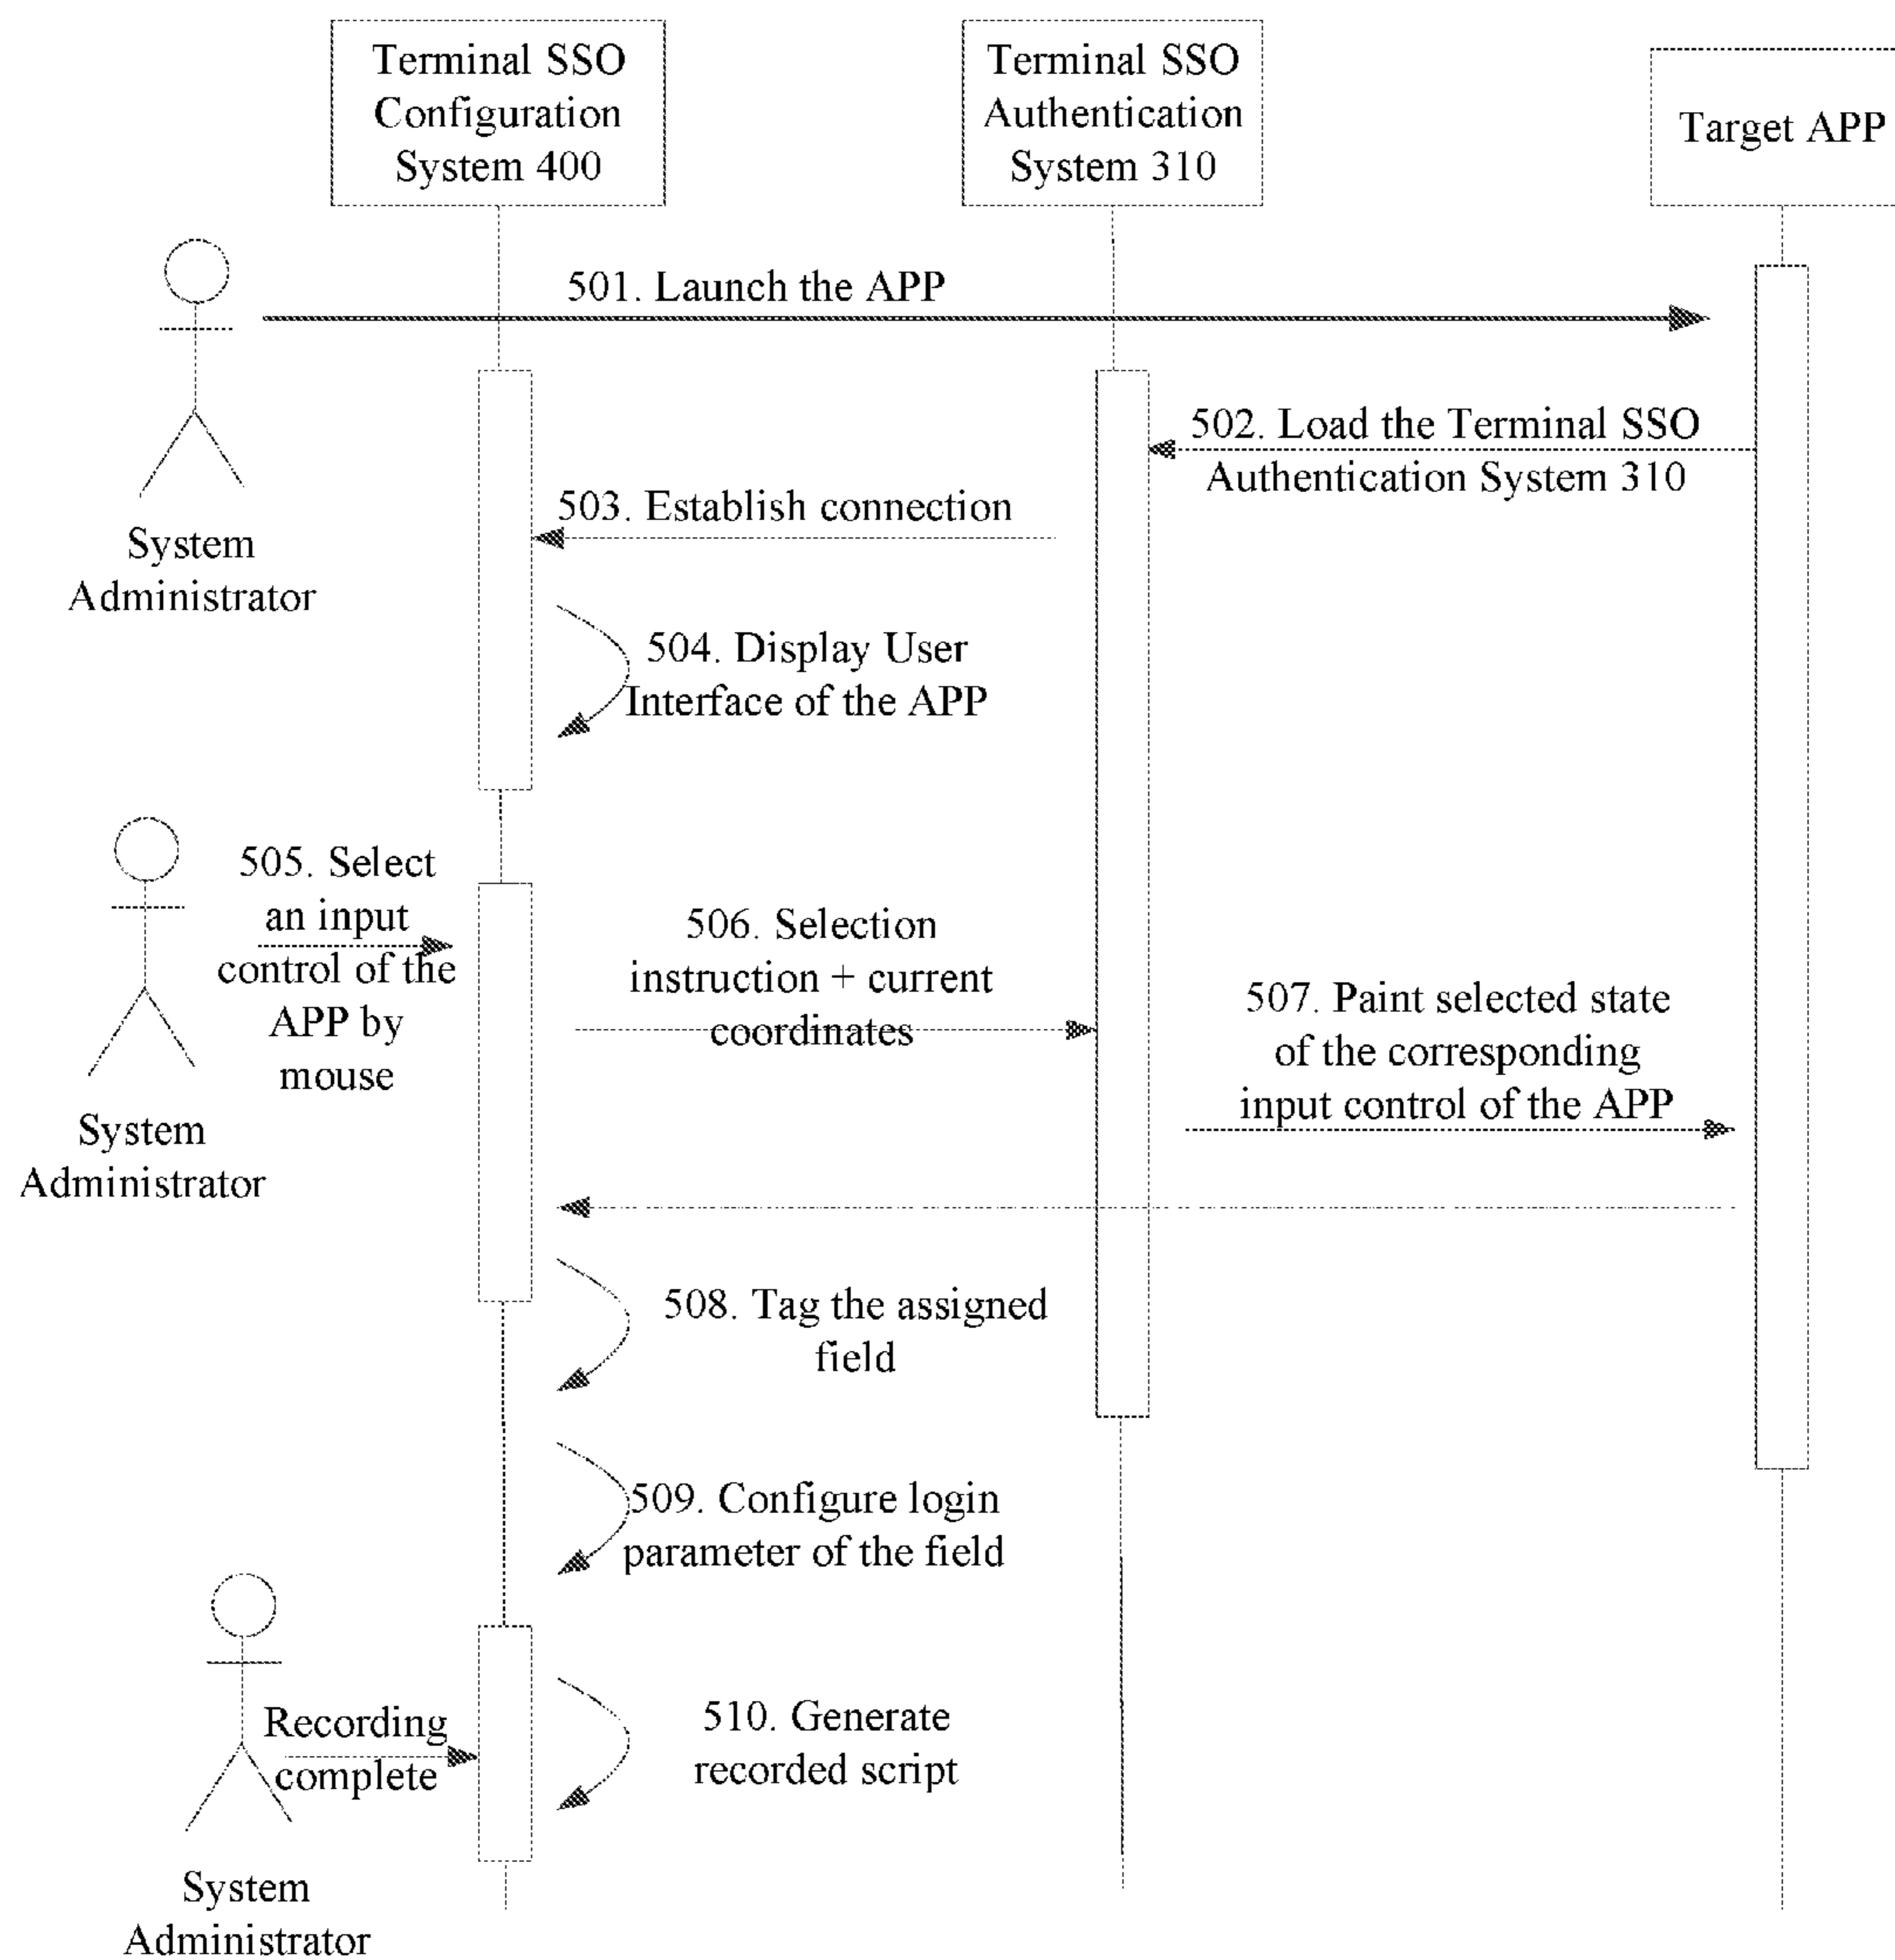 Terminal SSO
Configuration
System 400
Terminal SSO
Authentication
System 310
Target APP
501. Launch the APP
502. Load the Terminal SSO
Authentication System 310
503. Establish connection
System
Administrator
504. Display User
Interface of the APP
505. Select
an input
control of the
APP by
mouse
506. Selection
instruction + current
coordinates
507. Paint selected state
of the corresponding
input control of the APP
System
Administrator
508. Tag the assigned
field
509. Configure login
parameter of the field
Recording
complete
510. Generate
recorded script
System
Administrator